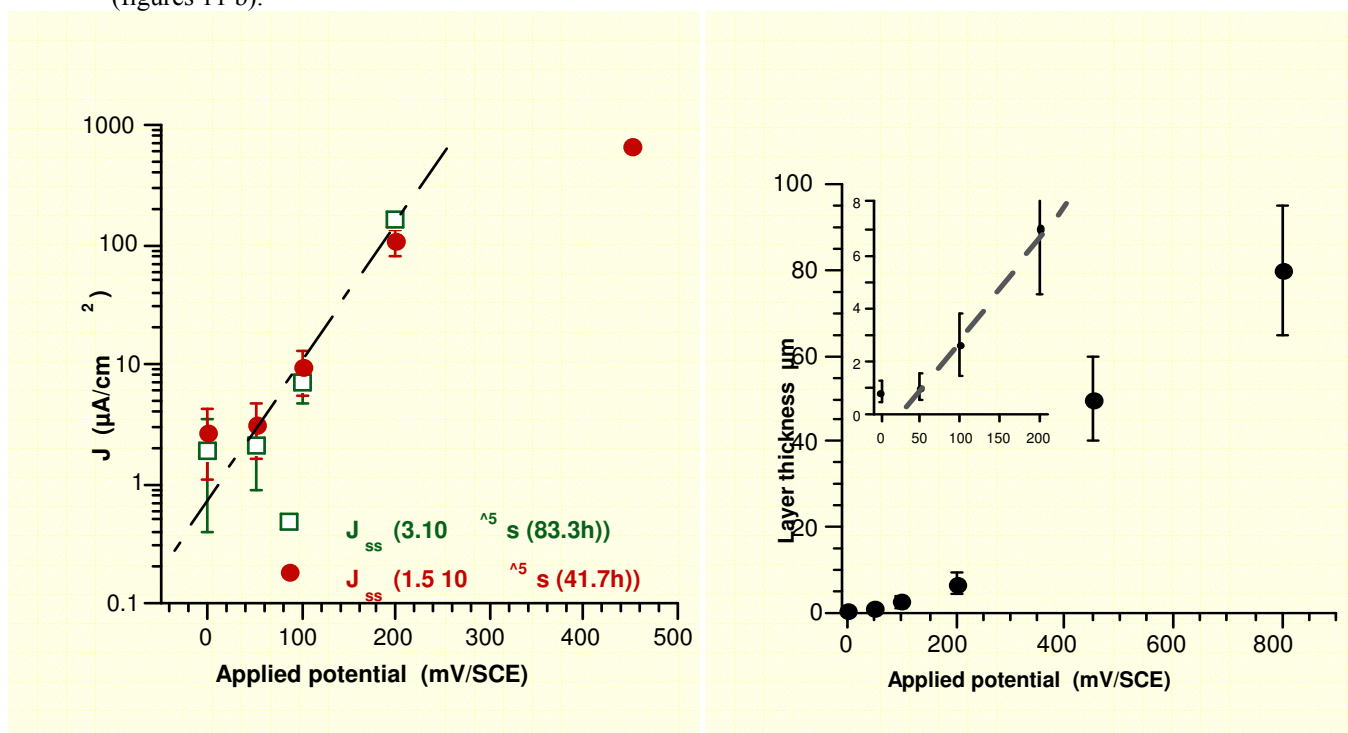 (figures 11 b).
1000
100
10
1
0.1
J (µA/cm 2 )
J ss (3.10 ^5 s (83.3h))
J ss (1.5 10 ^5 s (41.7h))
0 100 200 300 400 500
Applied potential (mV/SCE)
100
80
60
40
20
0
Layer thickness µm
8
6
4
2
0
0 50 100 150 200
0 200 400 600 800
Applied potential (mV/SCE)